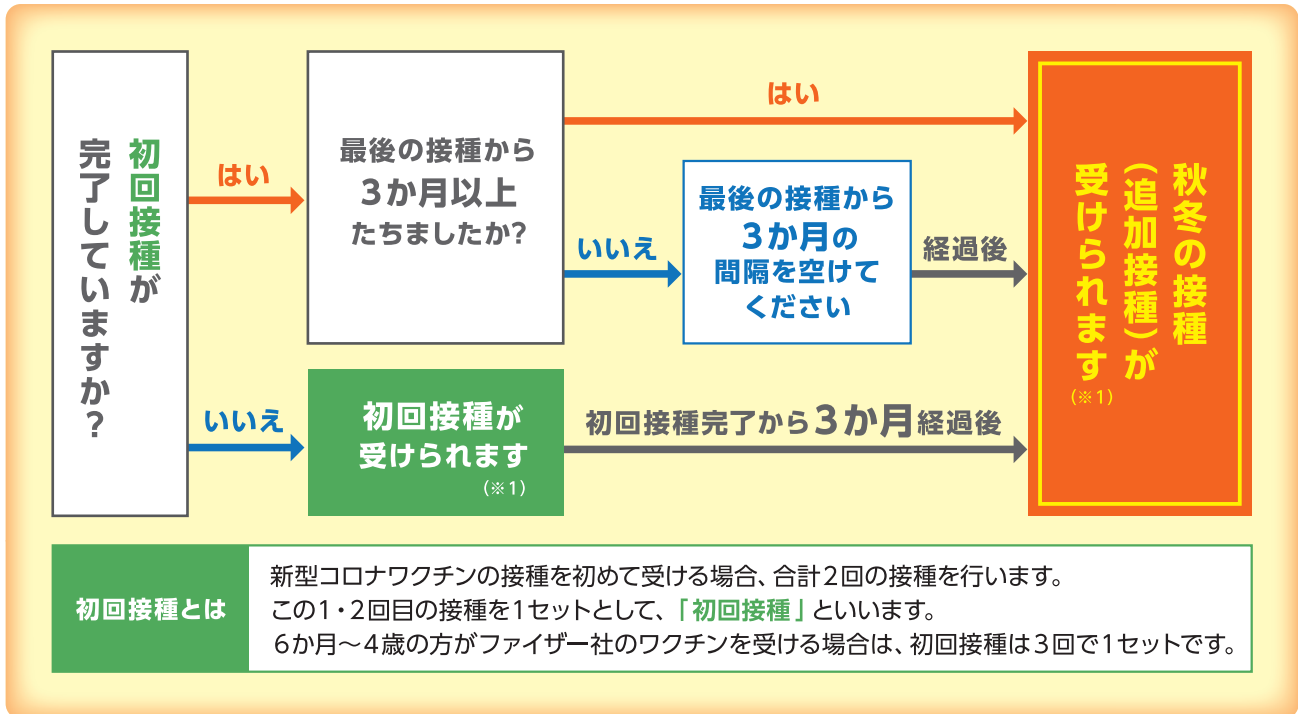 初回接種が
完了していますか？
はい
最後の接種から
３か月以上
たちましたか？
はい
いいえ
最後の接種から
３か月の
間隔を空けて
ください
経過後
いいえ
初回接種が
受けられます
（※1）
初回接種完了から３か月経過後
秋冬の接種
（追加接種）が
受けられます
（※1）
初回接種とは
新型コロナワクチンの接種を初めて受ける場合、合計２回の接種を行います。
この１・２回目の接種を１セットとして、「初回接種」といいます。
６か月～４歳の方がファイザー社のワクチンを受ける場合は、初回接種は３回で１セットです。